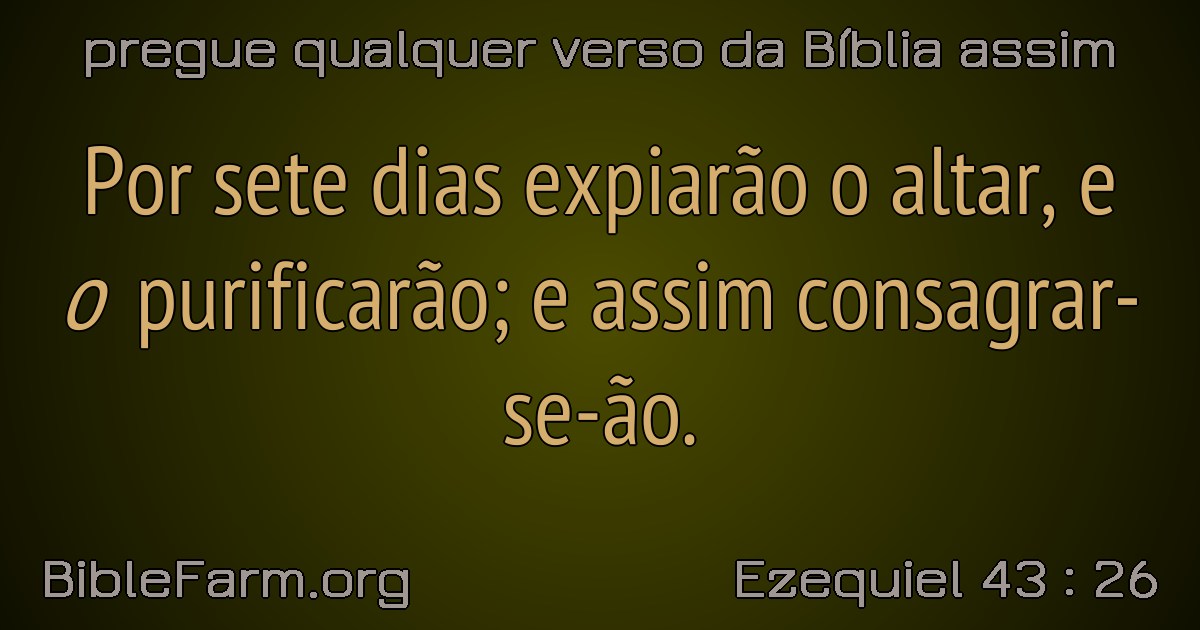 pregue qualquer verso da Bíblia assim
Por sete dias expiarão o altar, e
o purificarão; e assim consagrar-
se-ão.
BibleFarm.org
Ezequiel 43 : 26